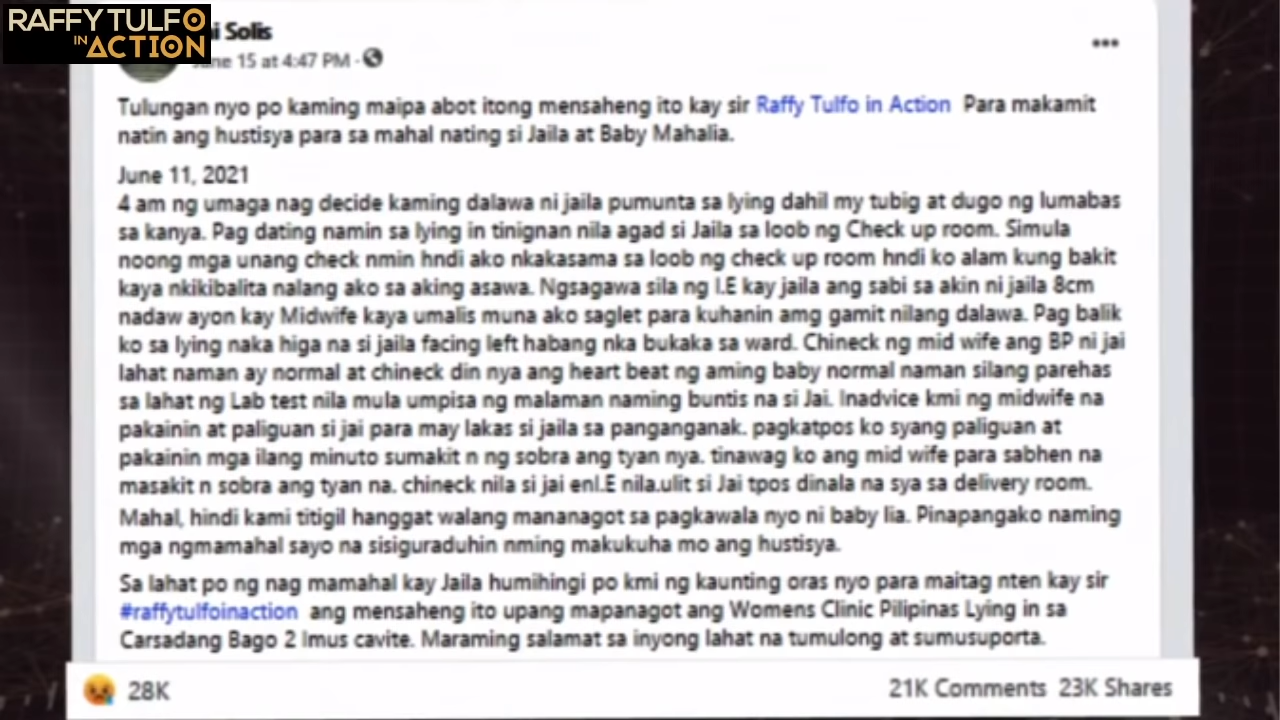 RAFFY TULFO
IN ACTION
Solis
June 15 at 4:47 PM ·
Tulungan nyo po kaming maipa abot itong mensaheng ito kay sir Raffy Tulfo in Action Para makamit
natin ang hustisya para sa mahal nating si Jaila at Baby Mahalia.
June 11, 2021
4 am ng umaga nag decide kaming dalawa ni jaila pumunta sa lying dahil my tubig at dugo ng lumabas
sa kanya. Pag dating namin sa lying in tinignan nila agad si Jaila sa loob ng Check up room. Simula
noong mga unang check nmin hndi ako nkakasama sa loob ng check up room hndi ko alam kung bakit
kaya nkikibalita nalang ako sa aking asawa. Ngsagawa sila ng I.E kay jaila ang sabi sa akin ni jaila 8cm
nadaw ayon kay Midwife kaya umalis muna ako saglet para kuhanin amg gamit nilang dalawa. Pag balik
ko sa lying naka higa na si jaila facing left habang nka bukaka sa ward. Chineck ng mid wife ang BP ni jai
lahat naman ay normal at chineck din nya ang heart beat ng aming baby normal naman silang parehas
sa lahat ng Lab test nila mula umpisa ng malaman naming buntis na si Jai. Inadvice kmi ng midwife na
pakainin at paliguan si jai para may lakas si jaila sa panganganak. pagkatpos ko syang paliguan at
pakainin mga ilang minuto sumakit n ng sobra ang tyan nya. tinawag ko ang mid wife para sabhen na
masakit n sobra ang tyan na. chineck nila si jai enI.E nila.ulit si Jai tpos dinala na sya sa delivery room.
Mahal, hindi kami titigil hanggat walang mananagot sa pagkawala nyo ni baby lia. Pinapangako naming
mga ngmamahal sayo na sisiguraduhin nming makukuha mo ang hustisya.
Sa lahat po ng nag mamahal kay Jaila humihingi po kmi ng kaunting oras nyo para maitag nten kay sir
#raffytulfoinaction ang mensaheng ito upang mapanagot ang Womens Clinic Pilipinas Lying in sa
Carsadang Bago 2 Imus cavite. Maraming salamat sa inyong lahat na tumulong at sumusuporta.
28K
21K Comments 23K Shares